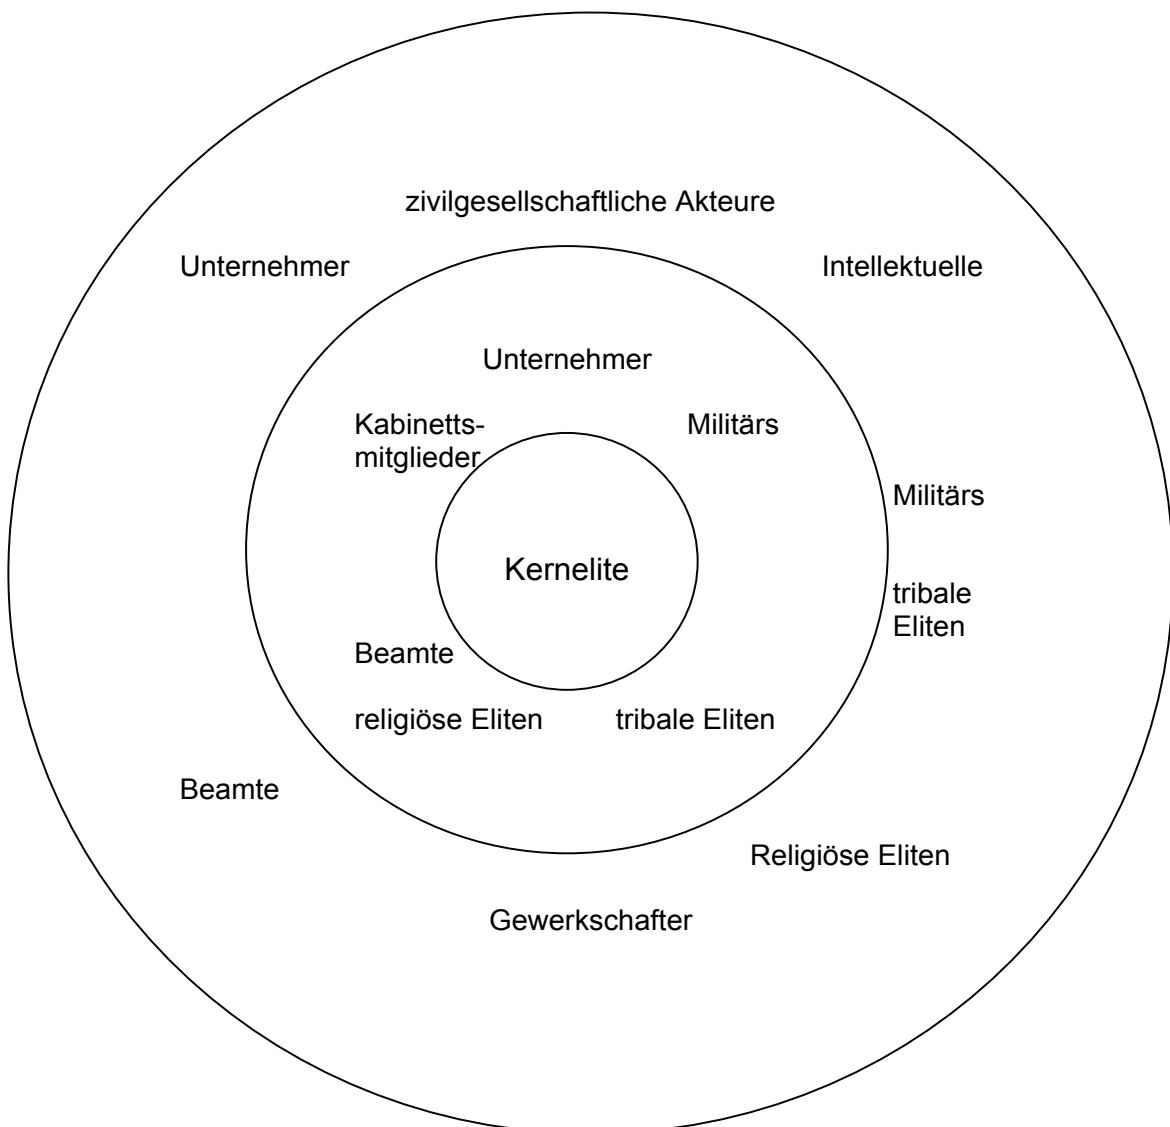 zivilgesellschaftliche Akteure
Unternehmer
Intellektuelle
Unternehmer
Kabinetts-
mitglieder
Militärs
Militärs
Kernelite
tribale
Eliten
Beamte
religiöse Eliten
tribale Eliten
Beamte
Religiöse Eliten
Gewerkschafter